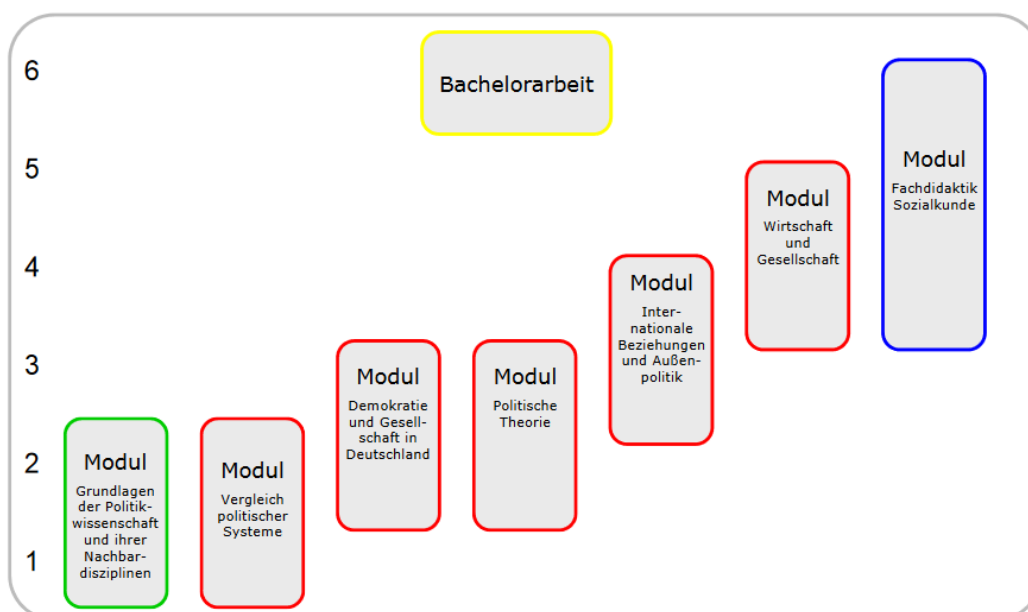 6
5
4
3
2
1
Bachelorarbeit
Modul
Grundlagen
der Politik-
wissenschaft
und ihrer
Nachbar-
disziplinen
Modul
Vergleich
politischer
Systeme
Modul
Demokratie
und Gesell-
schaft in
Deutschland
Modul
Politische
Theorie
Modul
Inter-
nationale
Beziehungen
und Außen-
politik
Modul
Wirtschaft
und
Gesellschaft
Modul
Fachdidaktik
Sozialkunde